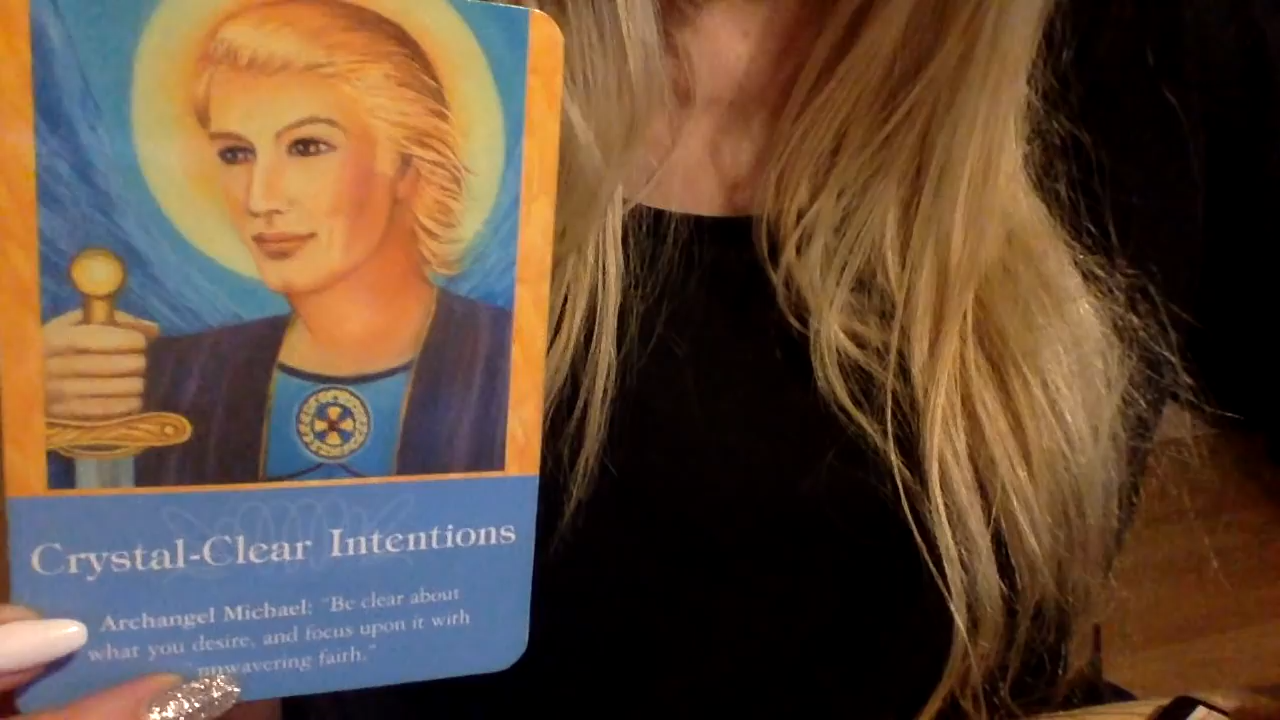 Crystal-Clear Intentions
Archangel Michael: "Be clear about
what you desire, and focus upon it with
unwavering faith."